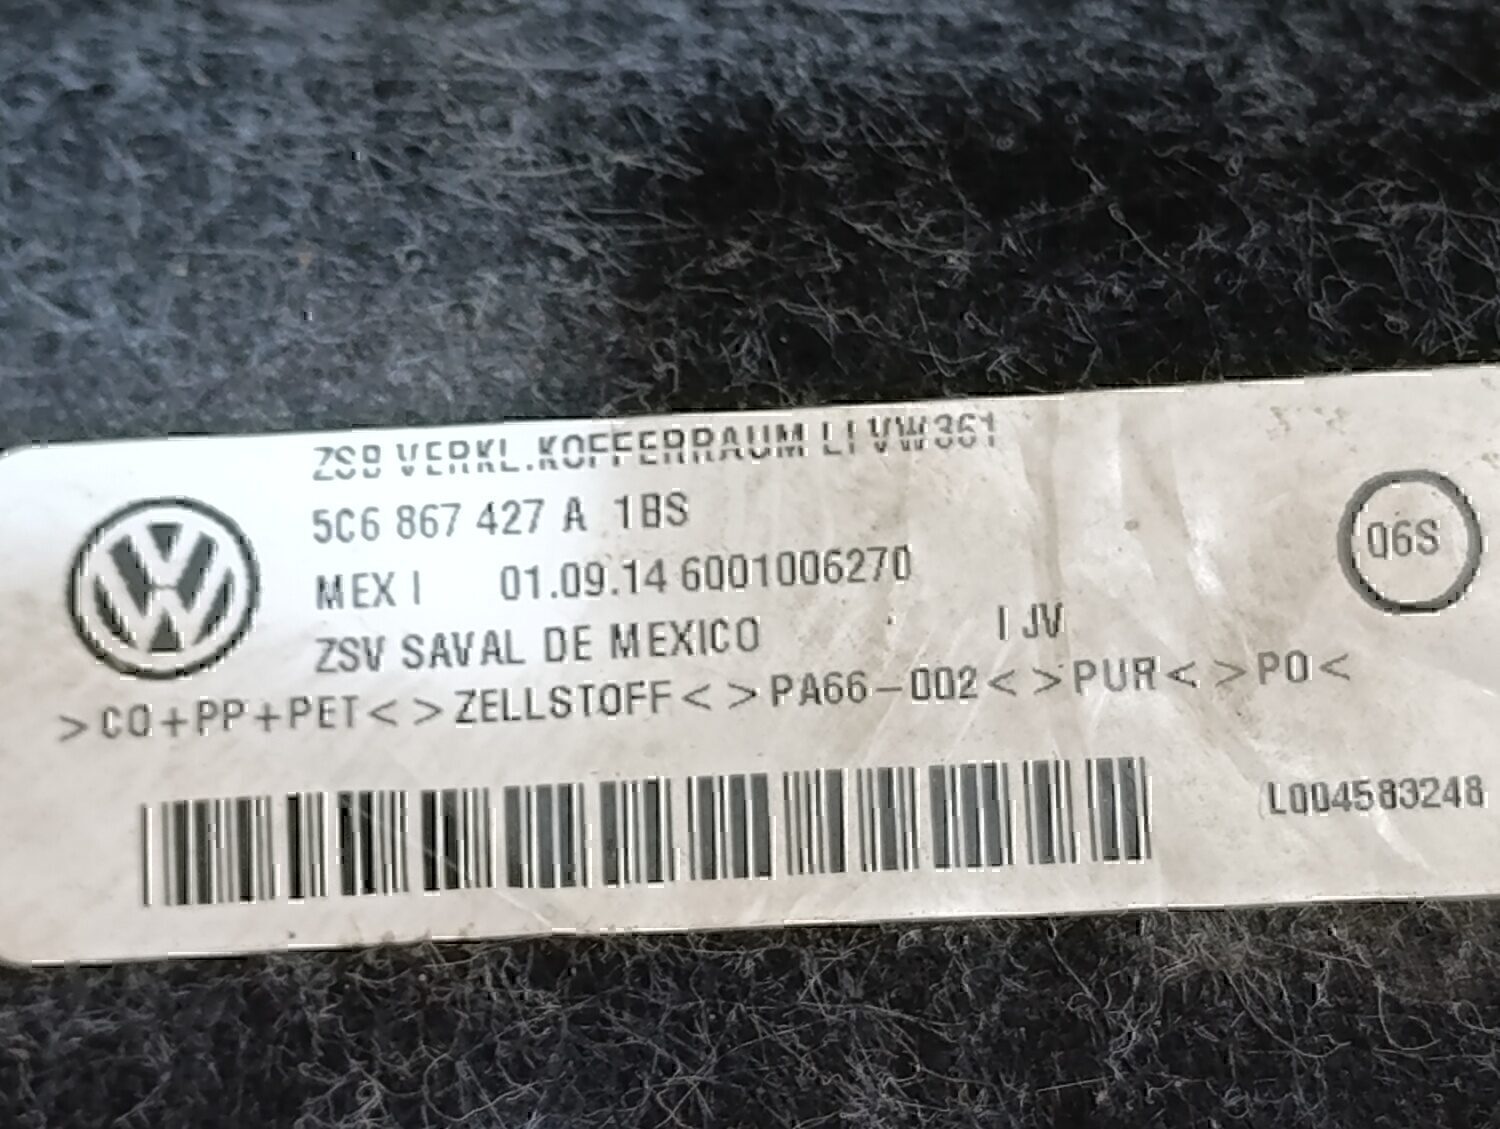 ZSB VERKL.KOFFERRAUM LI VW361
5C6 867 427 A 1BS
MEX I 01.09.14 6001006270
Q6S
ZSV SAVAL DE MEXICO I JV
>CO+PP+PET< >ZELLSTOFF< >PA66-002< >PUR< >PO<
L004583248